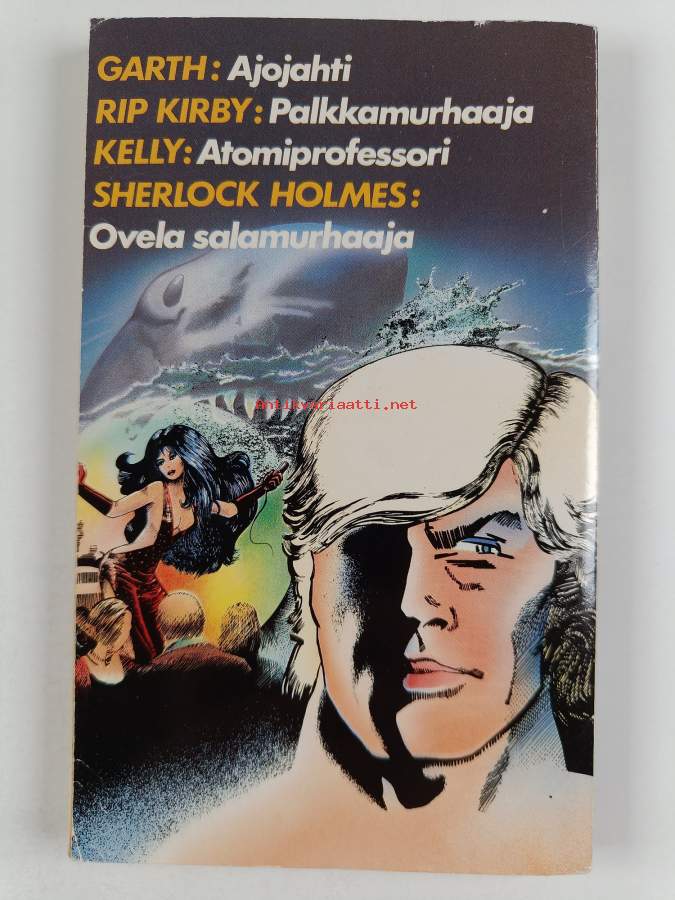 GARTH: Ajojahti
RIP KIRBY: Palkkamurhaaja
KELLY: Atomiprofessori
SHERLOCK HOLMES:
Ovela salamurhaaja
Antikvariaatti.net